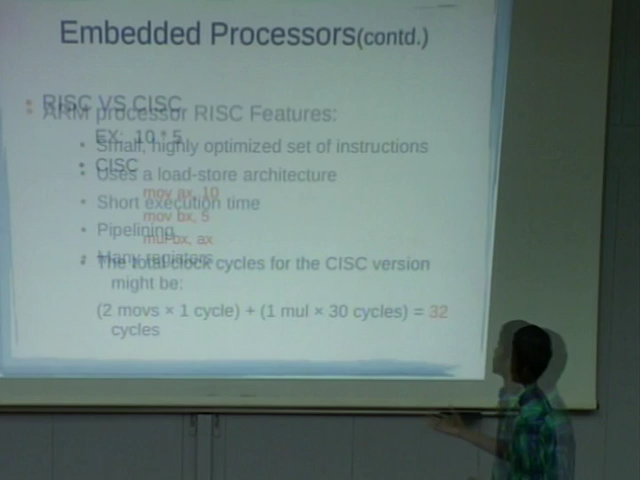 Embedded Processors(contd.)
RISC VS CISC
ARM processor RISC Features:
EX: 10 * 5
Small, highly optimized set of instructions
CISC
Uses a load-store architecture
mov ax, 10
Short execution time
mov bx, 5
Pipelining
mul bx, ax
Many registers
The total clock cycles for the CISC version
might be:
(2 movs × 1 cycle) + (1 mul × 30 cycles) = 32
cycles